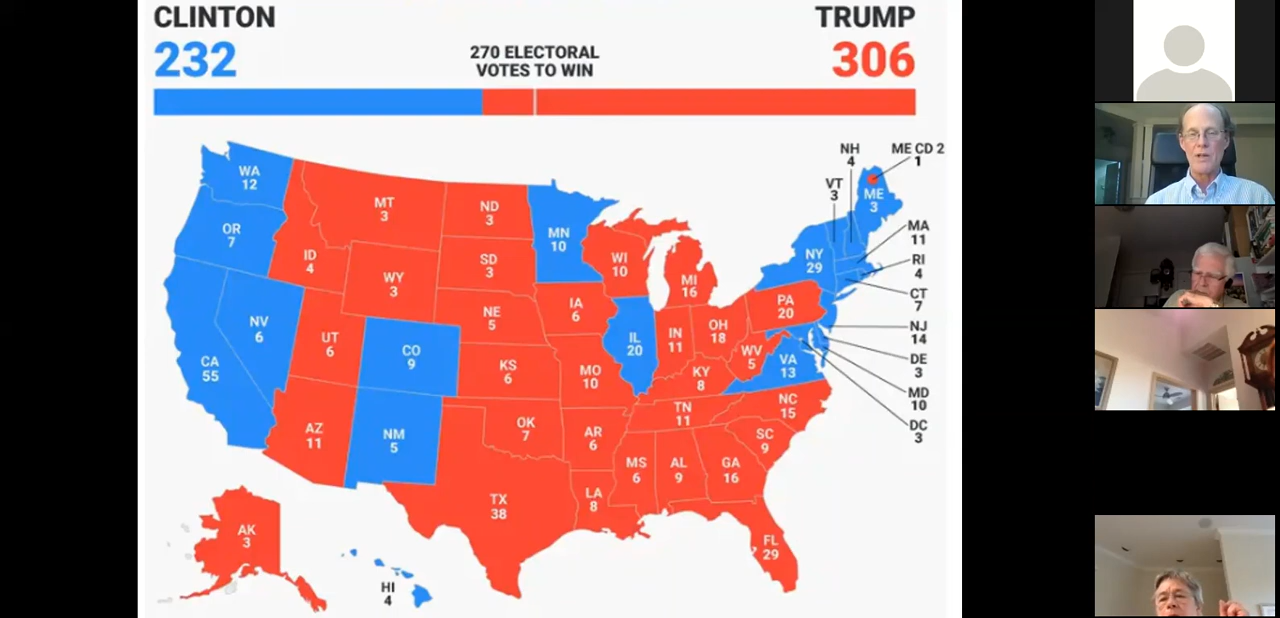 CLINTON
TRUMP
232
270 ELECTORAL
VOTES TO WIN
306
NH
4
ME CD 2
1
VT
3
WA
12
MT
3
ND
3
ME
3
OR
7
MN
10
MA
11
ID
4
SD
3
WI
10
NY
29
RI
4
WY
3
MI
16
CT
7
NE
5
IA
6
PA
20
NV
6
UT
6
CO
9
IL
20
IN
11
OH
18
NJ
14
CA
55
KS
6
MO
10
WV
5
VA
13
DE
3
KY
8
MD
10
TN
11
NC
15
AZ
11
NM
5
OK
7
AR
6
SC
9
DC
3
MS
6
AL
9
GA
16
TX
38
LA
8
AK
3
FL
29
HI
4